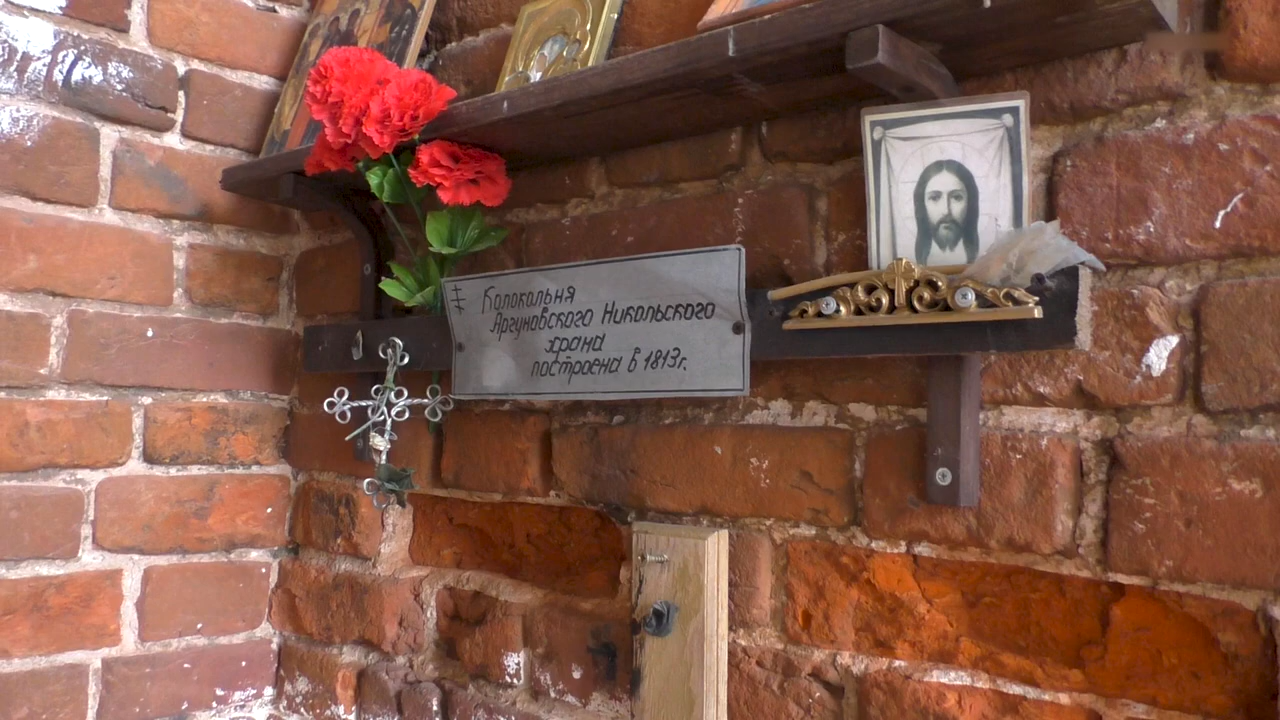 Колокольня
Аргуновского Никольского
храма
построена в 1813г.